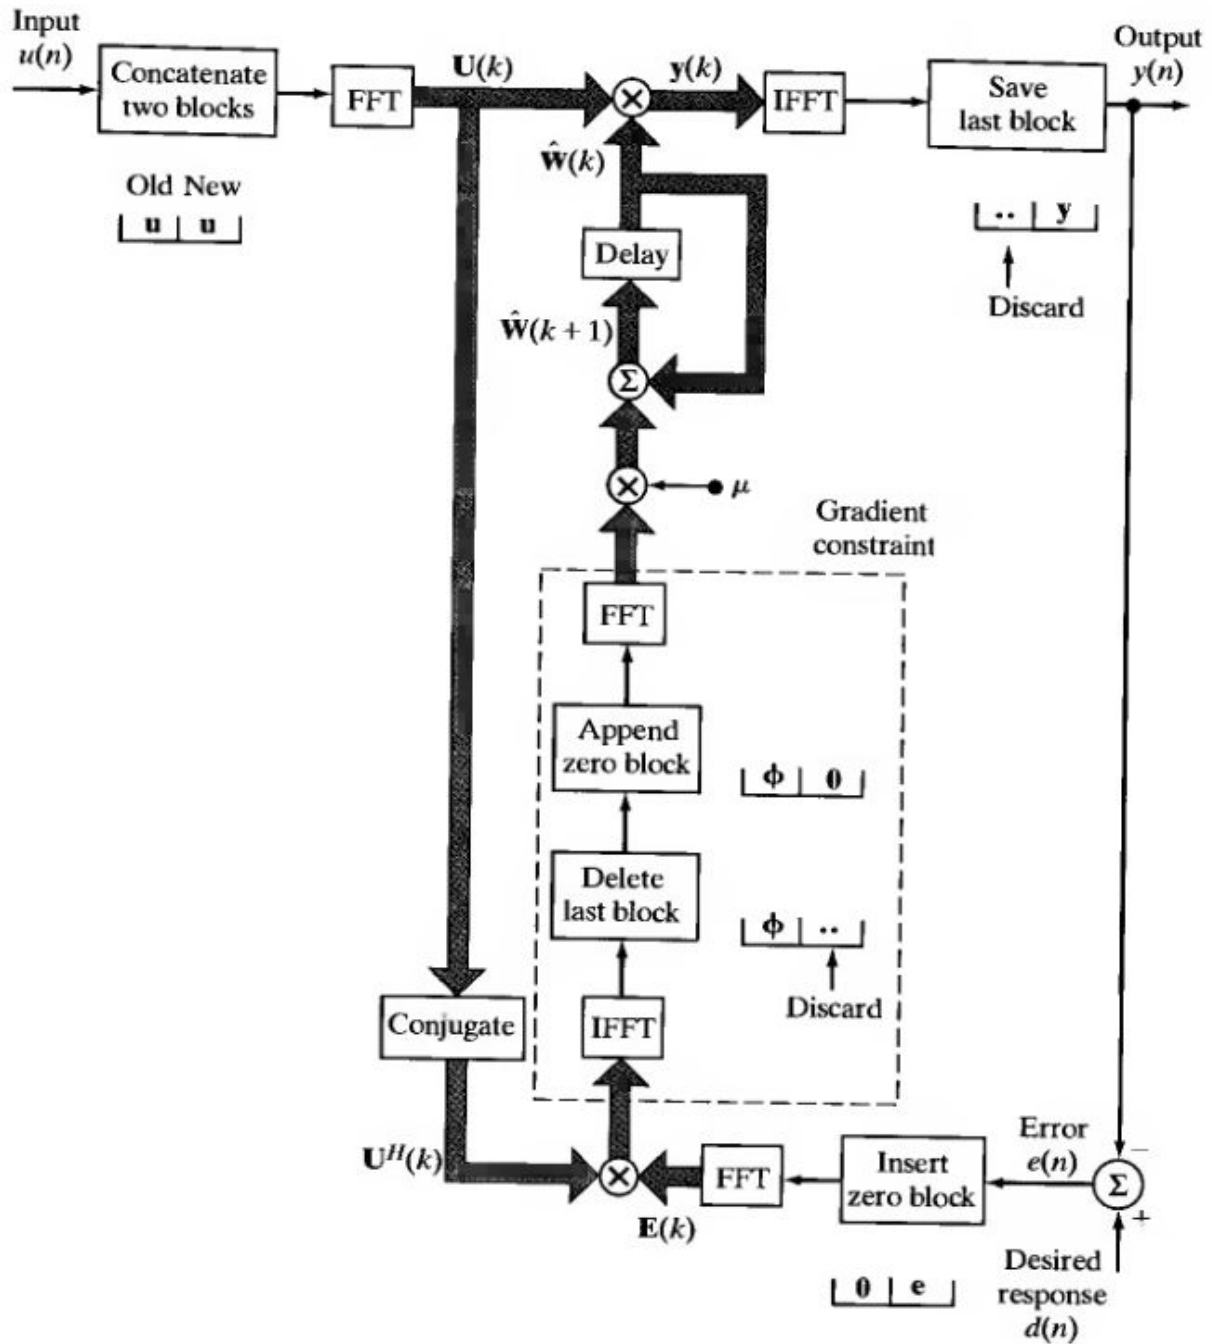 Input
u(n)
Concatenate
two blocks
FFT
U(k)
y(k)
IFFT
Save
last block
Output
y(n)
Old New
u u
Ŵ(k)
.. y
Discard
Delay
Ŵ(k + 1)
Σ
μ
Gradient
constraint
FFT
Append
zero block
ϕ 0
Delete
last block
ϕ ..
Discard
IFFT
Conjugate
U^H(k)
E(k)
FFT
Insert
zero block
Error
e(n)
−
Σ
+
0 e
Desired
response
d(n)